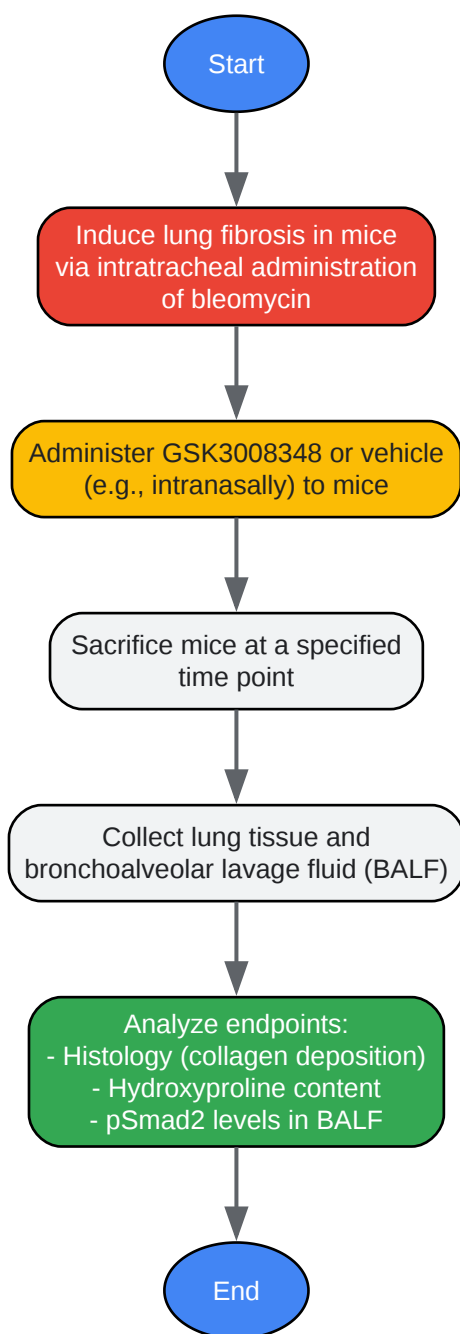 Start
Induce lung fibrosis in mice
via intratracheal administration
of bleomycin
Administer GSK3008348 or vehicle
(e.g., intranasally) to mice
Sacrifice mice at a specified
time point
Collect lung tissue and
bronchoalveolar lavage fluid (BALF)
Analyze endpoints:
- Histology (collagen deposition)
- Hydroxyproline content
- pSmad2 levels in BALF
End